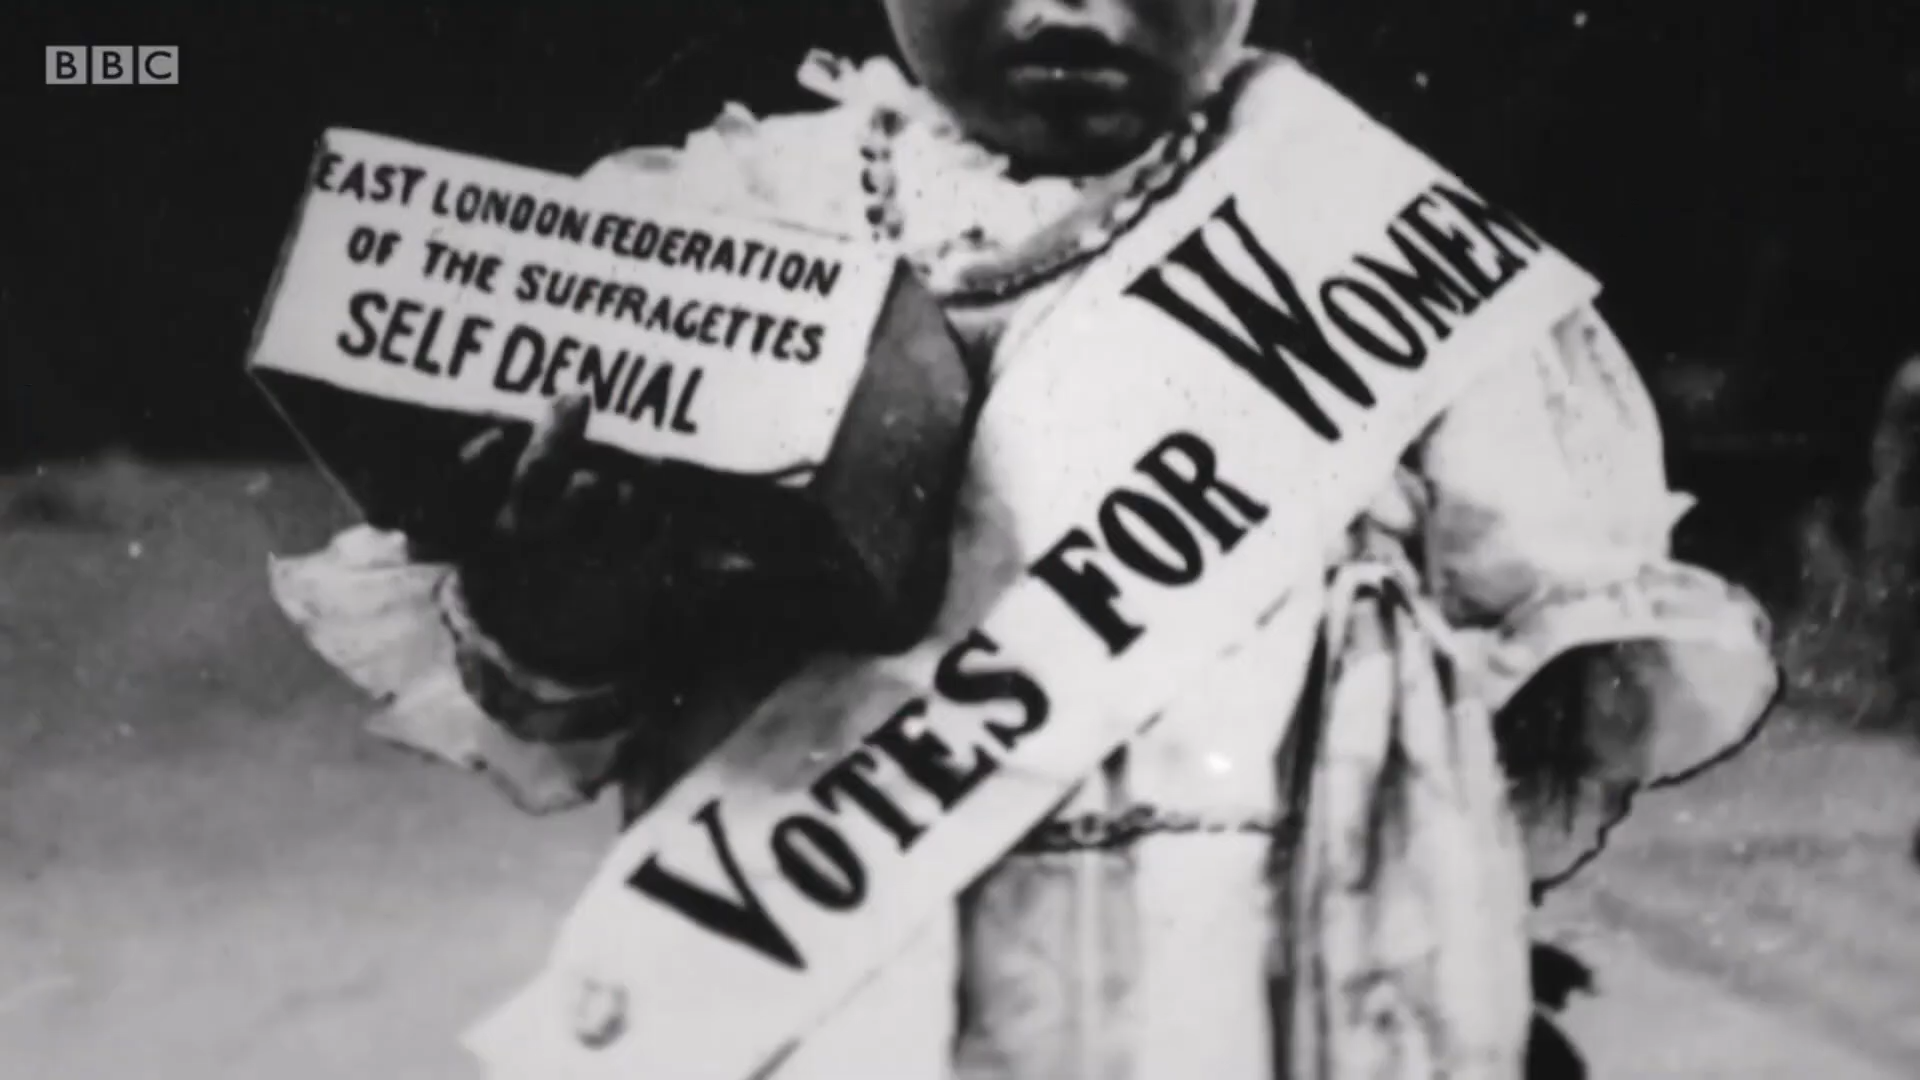 BBC
EAST LONDON FEDERATION
OF THE SUFFRAGETTES
SELF DENIAL
VOTES FOR WOMEN